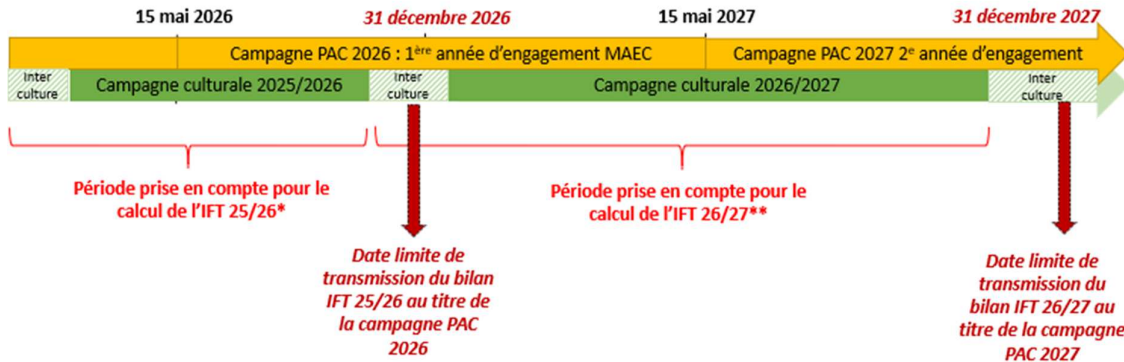 15 mai 2026
31 décembre 2026
15 mai 2027
31 décembre 2027
Campagne PAC 2026 : 1ère année d’engagement MAEC
Campagne PAC 2027 2e année d’engagement
Inter
culture
Campagne culturale 2025/2026
Inter
culture
Campagne culturale 2026/2027
Inter
culture
Période prise en compte pour le
calcul de l’IFT 25/26*
Période prise en compte pour le
calcul de l’IFT 26/27**
Date limite de
transmission du bilan
IFT 25/26 au titre de
la campagne PAC
2026
Date limite de
transmission du
bilan IFT 26/27 au
titre de la campagne
PAC 2027